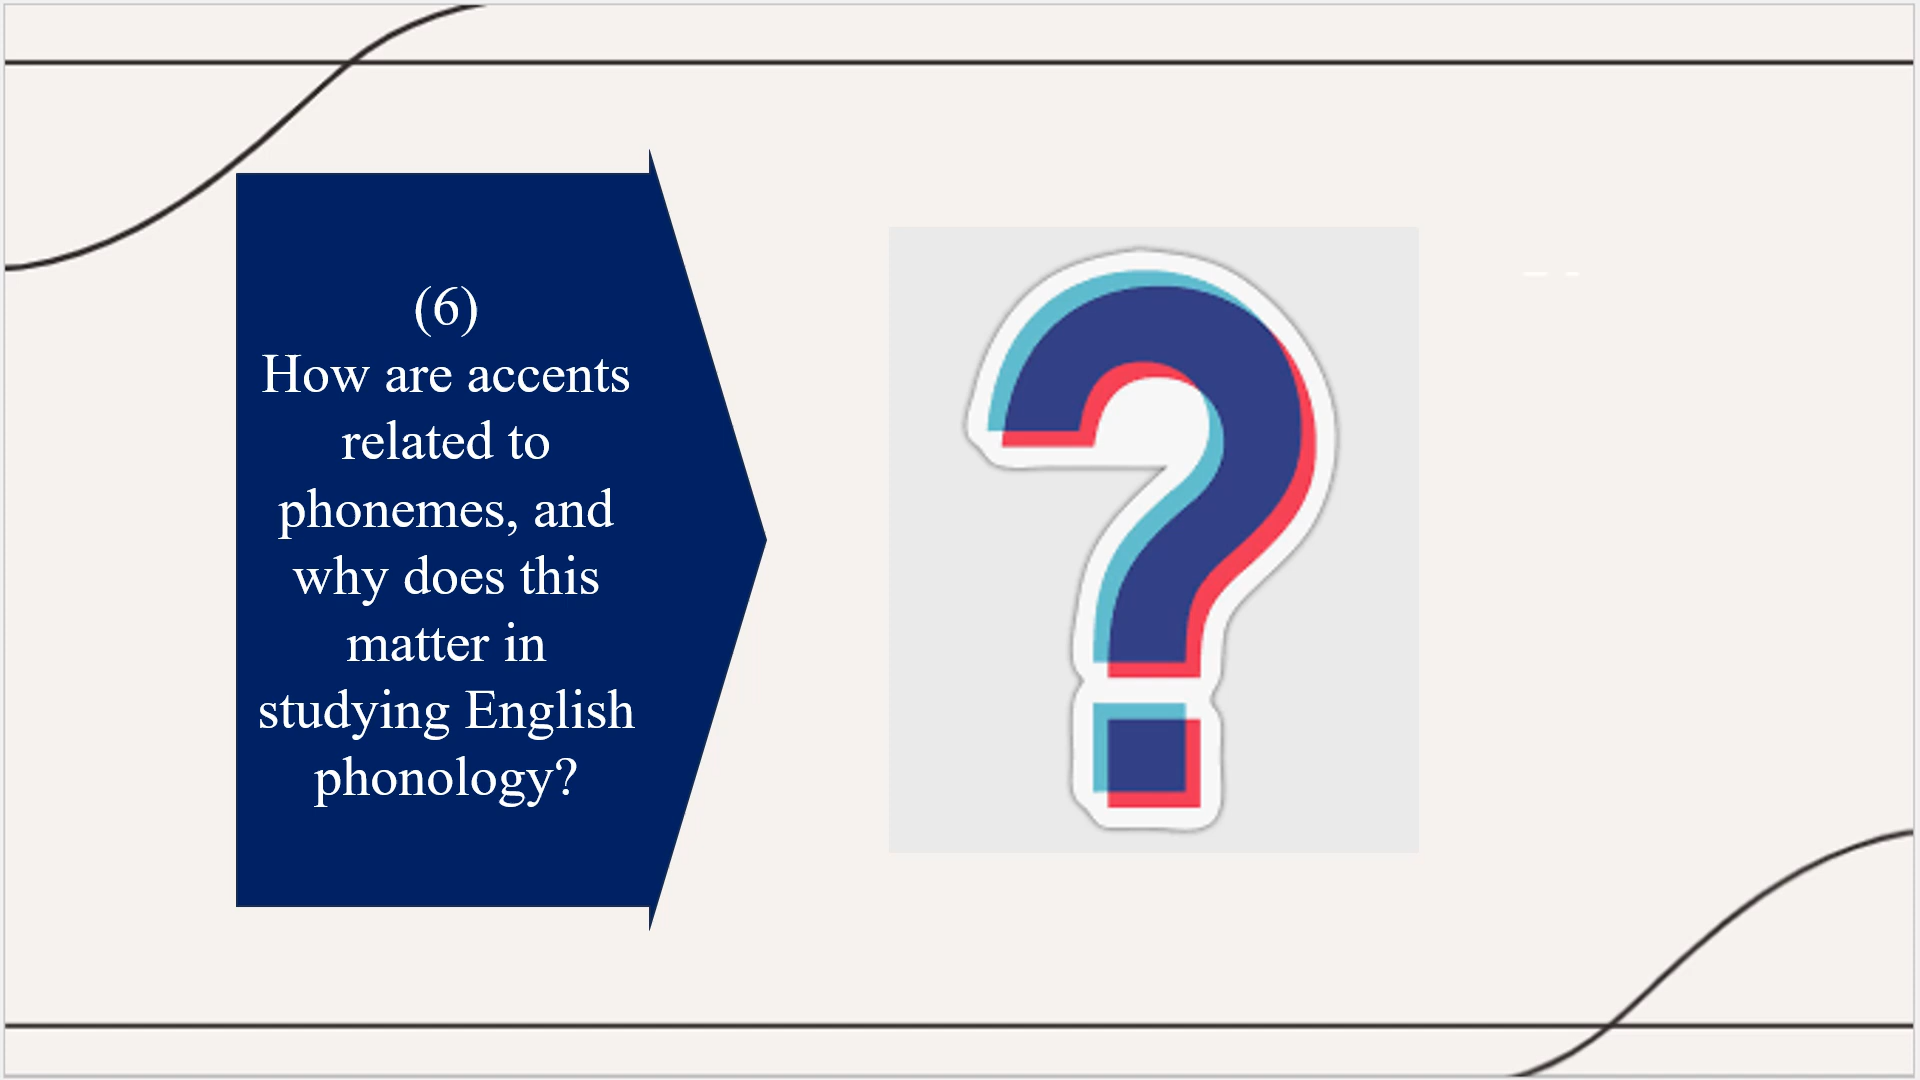 (6)
How are accents
related to
phonemes, and
why does this
matter in
studying English
phonology?